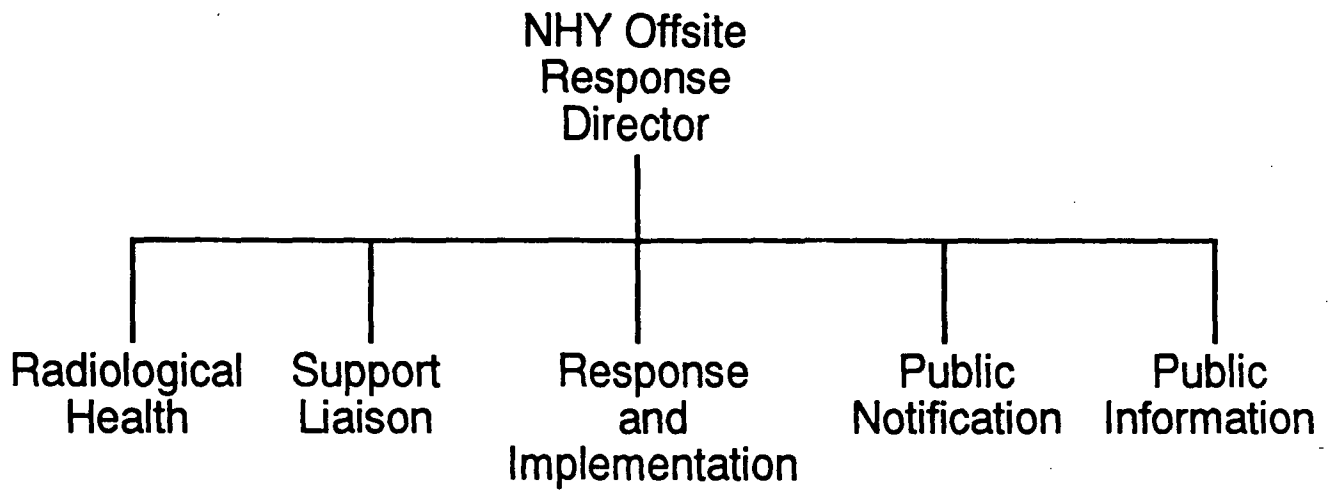 NHY Offsite
Response
Director
Radiological
Health
Support
Liaison
Response
and
Implementation
Public
Notification
Public
Information